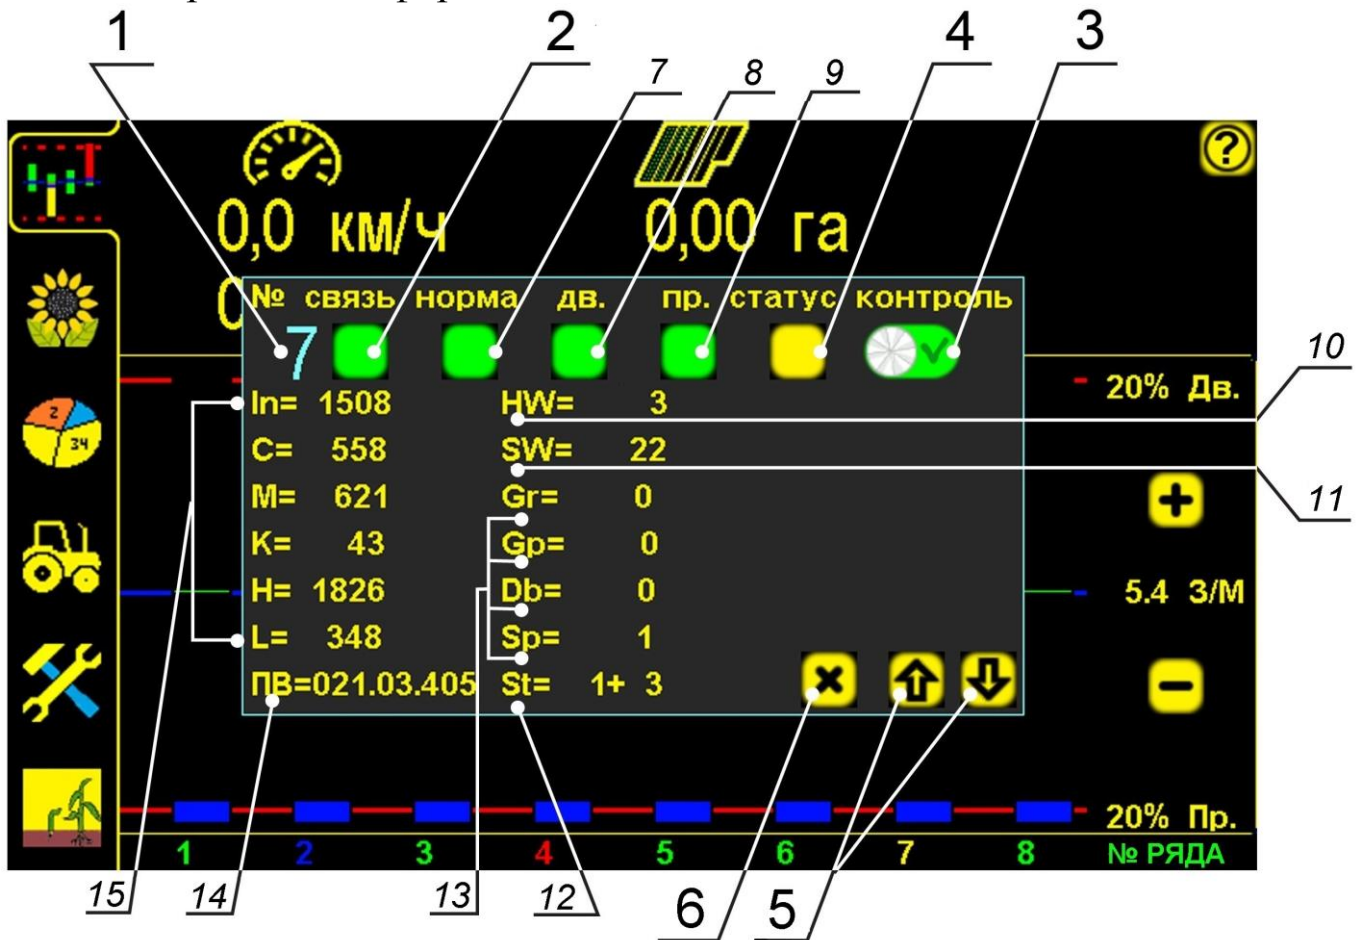 1 2 4 3
7 8 9
?
0,0 км/ч 0,00 га
0
№ связь норма дв. пр. статус контроль
7
10
20% Дв.
In= 1508 HW= 3
2
34
C= 558 SW= 22
M= 621 Gr= 0
11
K= 43 Gp= 0
H= 1826 Db= 0
5.4 З/М
L= 348 Sp= 1
ПВ=021.03.405 St= 1+ 3
20% Пр.
1 2 3 4 5 6 7 8 № РЯДА
15 14 13 12 6 5